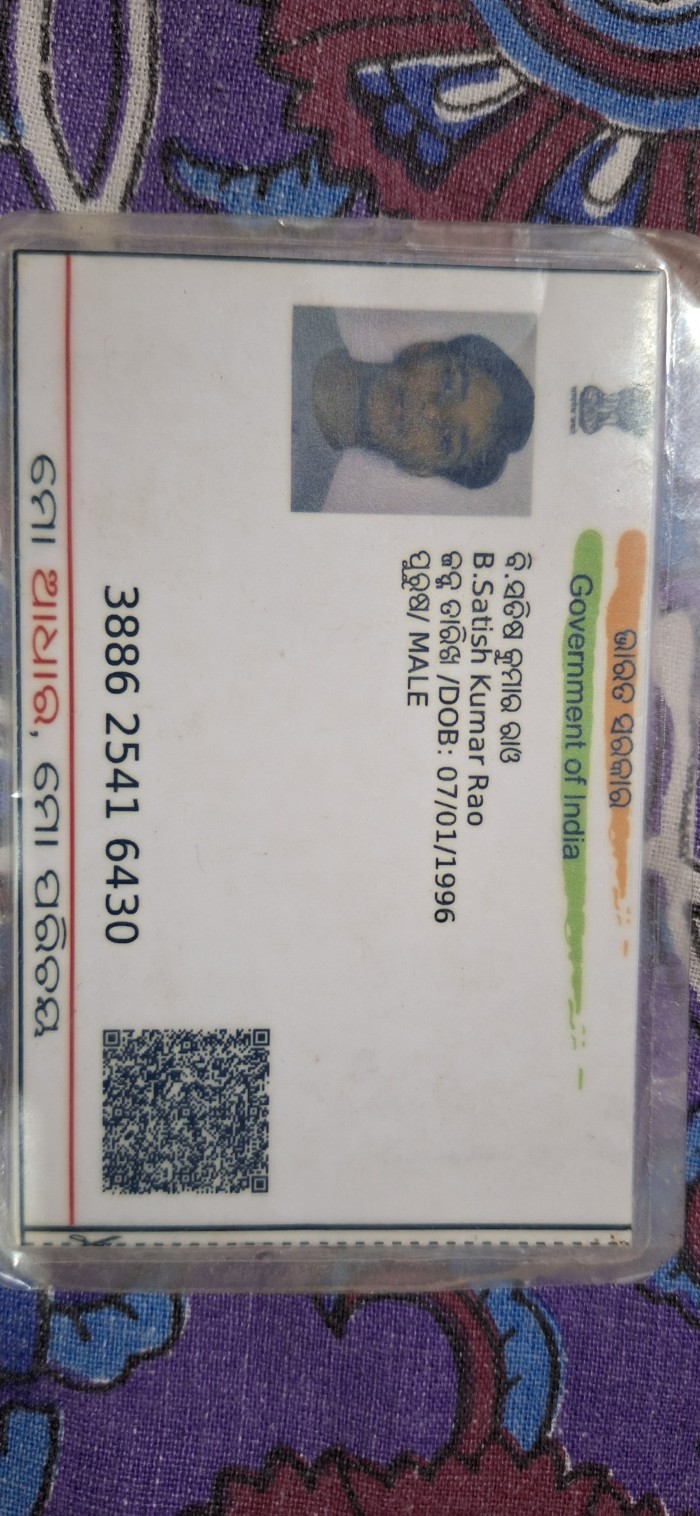 ଭାରତ ସରକାର
Government of India
ବି.ସତିଷ କୁମାର ରାଓ
B.Satish Kumar Rao
ଜନ୍ମ ତାରିଖ /DOB: 07/01/1996
ପୁରୁଷ/ MALE
3886 2541 6430
ମୋ ଆଧାର, ମୋ ପରିଚୟ